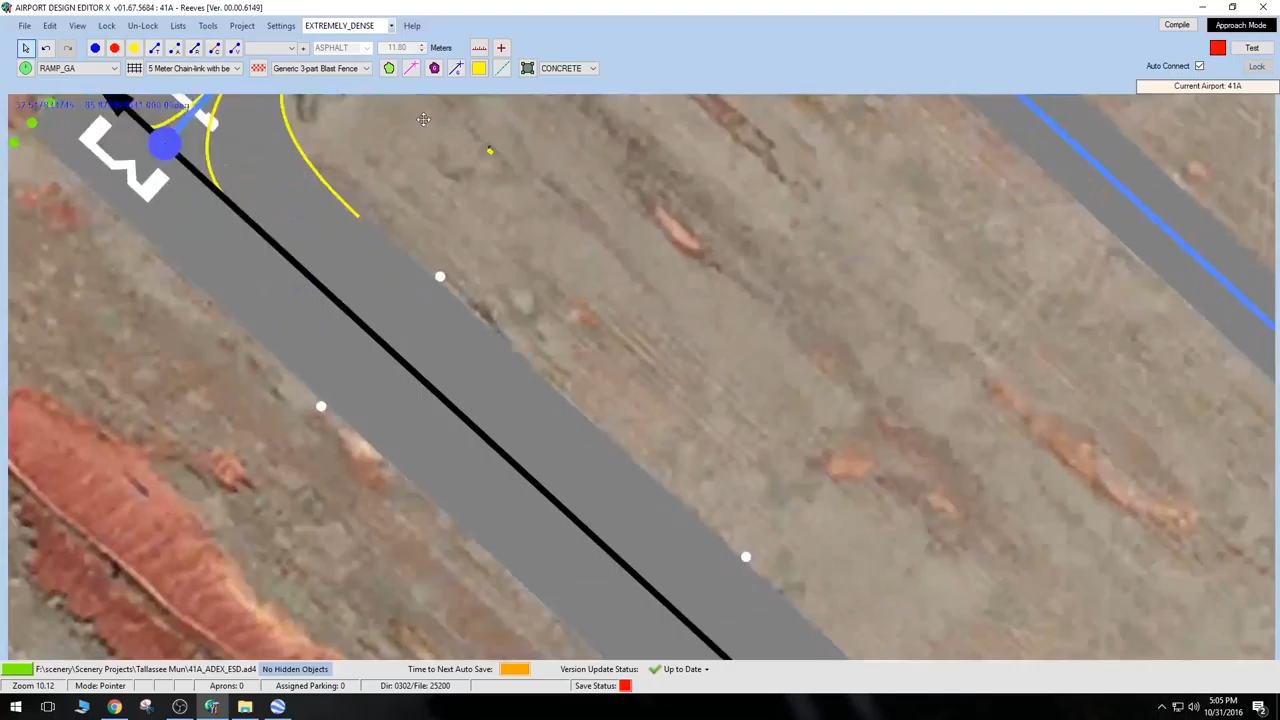 AIRPORT DESIGN EDITOR X v01.67.5684 : 41A - Reeves [Ver. 00.00.6149]
File Edit View Lock Un-Lock Lists Tools Project Settings EXTREMELY_DENSE Help
Compile Approach Mode
ASPHALT 11.80 Meters
Test
Auto Connect
Lock
RAMP_GA 5 Meter Chain-link with be Generic 3-part Blast Fence CONCRETE
Current Airport: 41A
F:\scenery\Scenery Projects\Tallassee Mun\41A_ADEX_ESD.ad4 No Hidden Objects Time to Next Auto Save: Version Update Status: Up to Date
Zoom 10.12 Mode: Pointer Aprons: 0 Assigned Parking: 0 Dir: 0302/File: 25200 Save Status:
5:05 PM
10/31/2016
2